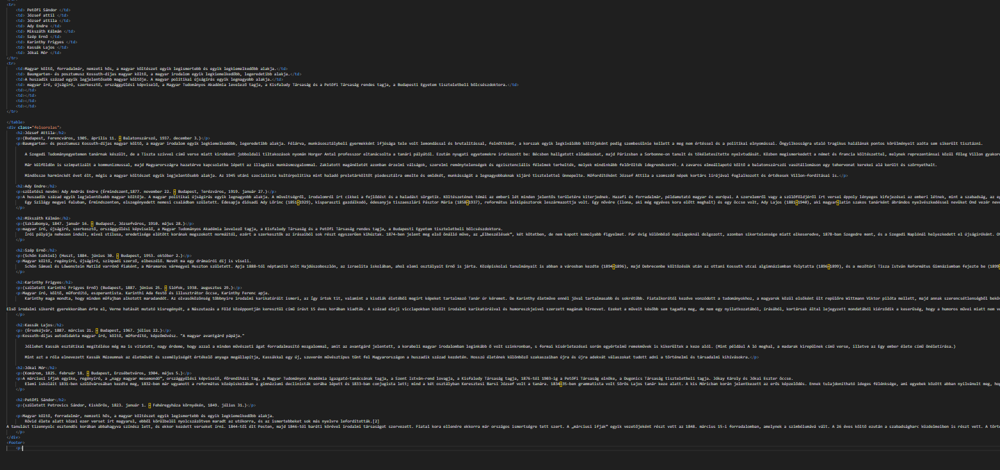 </tr>
<tr>
<td> Petőfi Sándor </td>
<td> József attil </td>
<td> József attila </td>
<td> Ady Endre </td>
<td> Mikszáth Kálmán </td>
<td> Szép Ernő </td>
<td> Karinthy Frigyes </td>
<td> Kassák Lajos </td>
<td> Jókai Mór </td>
</tr>
<tr>
<td>Magyar költő, forradalmár, nemzeti hős, a magyar költészet egyik legismertebb és egyik legkiemelkedőbb alakja.</td>
<td> Baumgarten- és posztumusz Kossuth-díjas magyar költő, a magyar irodalom egyik legkiemelkedőbb, legeredetibb alakja.</td>
<td>A huszadik század egyik legjelentősebb magyar költője. A magyar politikai újságírás egyik legnagyobb alakja.</td>
<td> magyar író, újságíró, szerkesztő, országgyűlési képviselő, a Magyar Tudományos Akadémia levelező tagja, a Kisfaludy Társaság és a Petőfi Társaság rendes tagja, a Budapesti Egyetem tiszteletbeli bölcsészdoktora.</td>
<td></td>
<td></td>
<td></td>
<td></td>
</tr>
</table>
<div class="felsorolas">
<h2>József Attila</h2>
<p>(Budapest, Ferencváros, 1905. április 11. – Balatonszárszó, 1937. december 3.)</p>
<p>Baumgarten- és posztumusz Kossuth-díjas magyar költő, a magyar irodalom egyik legkiemelkedőbb, legeredetibb alakja. Félárva, munkásosztálybeli gyermekként ifjúsága tele volt lemondással és brutalitással, felnőttként, a korszak egyik legkiválóbb költőjeként pedig szembesülnie kellett a meg nem értéssel és a politikai elnyomással. Öngyilkosságra utaló tragikus halálának pontos körülményeit azóta sem sikerült tisztázni.
A Szegedi Tudományegyetemen tanárnak készült, de a Tiszta szívvel című verse miatt kirobbant jobboldali tiltakozások nyomán Horger Antal professzor eltanácsolta a tanári pályától. Ezután nyugati egyetemekre iratkozott be: Bécsben hallgatott előadásokat, majd Párizsban a Sorbonne-on tanult és tökéletesítette nyelvtudását. Közben megismerkedett a német és francia költészettel, melynek reprezentánsai közül főleg Villon gyakor
Már külföldön is szimpatizált a kommunizmussal, majd Magyarországra hazatérve kapcsolatba lépett az illegális munkásmozgalommal. Zaklatott magánéletét azonban érzelmi válságok, szerelmi reménytelenségek és egzisztenciális félelmek terhelték, melyek mindinkább felőrölték idegrendszerét. A zavaros elmeállapotú költő a balatonszárszói vasútállomáson egy tehervonat kerekei alá került és szörnyethalt.
Mindössze harminckét évet élt, mégis a magyar költészet egyik legjelentősebb alakja. Az 1945 utáni szocialista kultúrpolitika mint haladó proletárköltőt piedesztálra emelte és emlékét, munkásságát a legnagyobbaknak kijáró tisztelettel ünnepelte. Műfordítóként József Attila a szomszéd népek kortárs lírájával foglalkozott és értékesek Villon-fordításai is.</p>
<h2>Ady Endre</h2>
<p>születési nevén: Ady András Endre (Érmindszent,1877. november 22. – Budapest, Terézváros, 1919. január 27.)</p>
<p>A huszadik század egyik legjelentősebb magyar költője. A magyar politikai újságírás egyik legnagyobb alakja. A műveltségről, irodalomról írt cikkei a fejlődést és a haladást sürgetik. Költészetének témái az emberi lét minden jelentős területére kiterjednek. Hazafi és forradalmár, példamutató magyar és európai. A szerelemről vagy a szülőföldjéről írt versei éppoly lényeges kifejezései az emberi létnek, mint a szabadság, az eg
Egy Szilágy megyei faluban, Érmindszenten, elszegényedett nemesi családban született. Édesapja diósadi Ady Lőrinc (1851–1929), kisparaszti gazdálkodó, édesanyja tiszaeszlári Pásztor Mária (1858–1937), református lelkipásztorok leszármazottja volt. Egy nővére (Ilona, aki még egyéves kora előtt meghalt) és egy öccse volt, Ady Lajos (1881–1940), aki magyar–latin szakos tanárként ábrándos nyelvészkedéssel nevüket Ond vezér nevé
</p>
<h2>Mikszáth Kálmán</h2>
<p>(Szklabonya, 1847. január 16. – Budapest, Józsefváros, 1910. május 28.)</p>
<p>magyar író, újságíró, szerkesztő, országgyűlési képviselő, a Magyar Tudományos Akadémia levelező tagja, a Kisfaludy Társaság és a Petőfi Társaság rendes tagja, a Budapesti Egyetem tiszteletbeli bölcsészdoktora.
Írói pályája nehezen indult, mivel stílusa, eredetisége elütött korának megszokott normáitól, ezért a szerkesztők az írásaiból sok részt egyszerűen kihúztak. 1874-ben jelent meg első önálló műve, az „Elbeszélések”, két kötetben, de nem kapott komolyabb figyelmet. Pár évig különböző napilapoknál dolgozott, azonban sikertelensége miatt elkeseredve, 1878-ban Szegedre ment, és a Szegedi Naplónál helyezkedett el újságíróként.
</p>
<h2>Szép Ernő</h2>
<p>(Schön Ezékiel) (Huszt, 1884. június 30. – Budapest, 1953. október 2.)</p>
<p>Magyar költő, regényíró, újságíró, színpadi szerző, elbeszélő. Nevét ma egy drámaírói díj is viseli.
Schön Sámuel és Löwenstein Matild varrónő fiaként, a Máramaros vármegyei Huszton született. Apja 1888-tól néptanító volt Hajdúszoboszlón, az izraelita iskolában, ahol elemi osztályait Ernő is járta. Középiskolai tanulmányait is abban a városban kezdte (1894–1896), majd Debrecenbe költözésük után az ottani Kossuth utcai algimnáziumban folytatta (1896–1899), és a mezőtúri Tisza István Református Gimnáziumban fejezte be (1899
</p>
<h2>Karinthy Frigyes</h2>
<p>(született Karinthi Frigyes Ernő) (Budapest, 1887. június 25. – Siófok, 1938. augusztus 29.)</p>
<p>Magyar író, költő, műfordító, eszperantista. Karinthi Ada festő és illusztrátor öccse, Karinthy Ferenc apja.
Karinthy maga mondta, hogy minden műfajban alkotott maradandót. Az olvasóközönség többnyire irodalmi karikatúráit ismeri, az Így írtok tit, valamint a kisdiák életéből megírt képeket tartalmazó Tanár úr kéremet. De Karinthy életműve ennél jóval tartalmasabb és sokrétűbb. Fiatalkorától kezdve vonzódott a tudományokhoz, a magyarok közül elsőként ült repülőre Wittmann Viktor pilóta mellett, majd annak szerencsétlenségből bekö
Első irodalmi sikerét gyerekkorában érte el, Verne hatását mutató kisregényét, a Nászutazás a Föld középpontján keresztül című írást 15 éves korában kiadták. A század eleji vicclapokban közölt irodalmi karikatúráival és humoreszkjeivel szerzett magának hírnevet. Ezeket a műveit később sem tagadta meg, de nem egy nyilatkozatából, írásából, kortársak által lejegyzett mondatából kiérződik a keserűség, hogy a humoros művei miatt nem ve
</p>
<h2>Kassák Lajos</h2>
<p> (Érsekújvár, 1887. március 21. – Budapest, 1967. július 22.)</p>
<p>Kossuth-díjas autodidakta magyar író, költő, műfordító, képzőművész. "A magyar avantgárd pápája."
Jóllehet Kassák esztétikai megítélése még ma is vitatott, nagy érdeme, hogy azzal a minden művészeti ágat forradalmasító mozgalommal, amit az avantgárd jelentett, a korabeli magyar irodalomban leginkább ő volt szinkronban, s formai kísérletezései során egyértelmű remekművek is kikerültek a keze alól. (Mint például A ló meghal, a madarak kirepülnek című verse, illetve az Egy ember élete című önéletírása.)
Mint azt a róla elnevezett Kassák Múzeumnak az életművét és személyiségét értékelő anyaga megállapítja, Kassákkal egy új, szuverén művésztípus tűnt fel Magyarországon a huszadik század kezdetén. Hosszú életének különböző szakaszaiban újra és újra adekvát válaszokat tudott adni a történelmi és társadalmi kihívásokra.</p>
<h2>Jókai Mór</h2>
<p>(Komárom, 1825. február 18. – Budapest, Erzsébetváros, 1904. május 5.)</p>
<p>A márciusi ifjak egyike, regényíró, a „nagy magyar mesemondó”, országgyűlési képviselő, főrendiházi tag, a Magyar Tudományos Akadémia igazgató-tanácsának tagja, a Szent István-rend lovagja, a Kisfaludy Társaság tagja, 1876-tól 1903-ig a Petőfi Társaság elnöke, a Dugonics Társaság tiszteletbeli tagja. Jókay Károly és Jókai Eszter öccse.
Elemi iskoláit 1831-ben szülővárosában kezdte meg, 1832-ben már ugyanott a református középiskolában a gimnáziumi declinisták sorába lépett és 1833-ban conjugista lett; mind a két osztályban Keresztesi Barsi József volt a tanára. 1834–35-ben grammatista volt Sörös Lajos tanár keze alatt. A kis Móricban korán jelentkezett az erős képzelődés. Ennek tulajdonítható ideges félénksége, ami egyebek között abban nyilvánult meg, hog
</p>
<h2>Petőfi Sándor</h2>
<p>(született Petrovics Sándor, Kiskőrös, 1823. január 1. – Fehéregyháza környékén, 1849. július 31.)</p>
<p>Magyar költő, forradalmár, nemzeti hős, a magyar költészet egyik legismertebb és egyik legkiemelkedőbb alakja.
Rövid élete alatt közel ezer verset írt magyarul, ebből körülbelül nyolcszázötven maradt az utókorra, és az ismertebbeket sok más nyelvre lefordították.[2]
A tanulást tizennyolc esztendős korában abbahagyva színész lett, és ekkor kezdett verseket írni. 1844-től élt Pesten, majd 1846-tól baráti körével irodalmi társaságot szervezett. Fiatal kora ellenére ekkorra már országos ismertségre tett szert. A „márciusi ifjak” egyik vezetőjeként részt vett az 1848. március 15-i forradalomban, amelynek a szimbólumává vált. A 26 éves költő ezután a szabadságharc küzdelmeiben is részt vett. A törté
</p>
</div>
<footer>
<p>